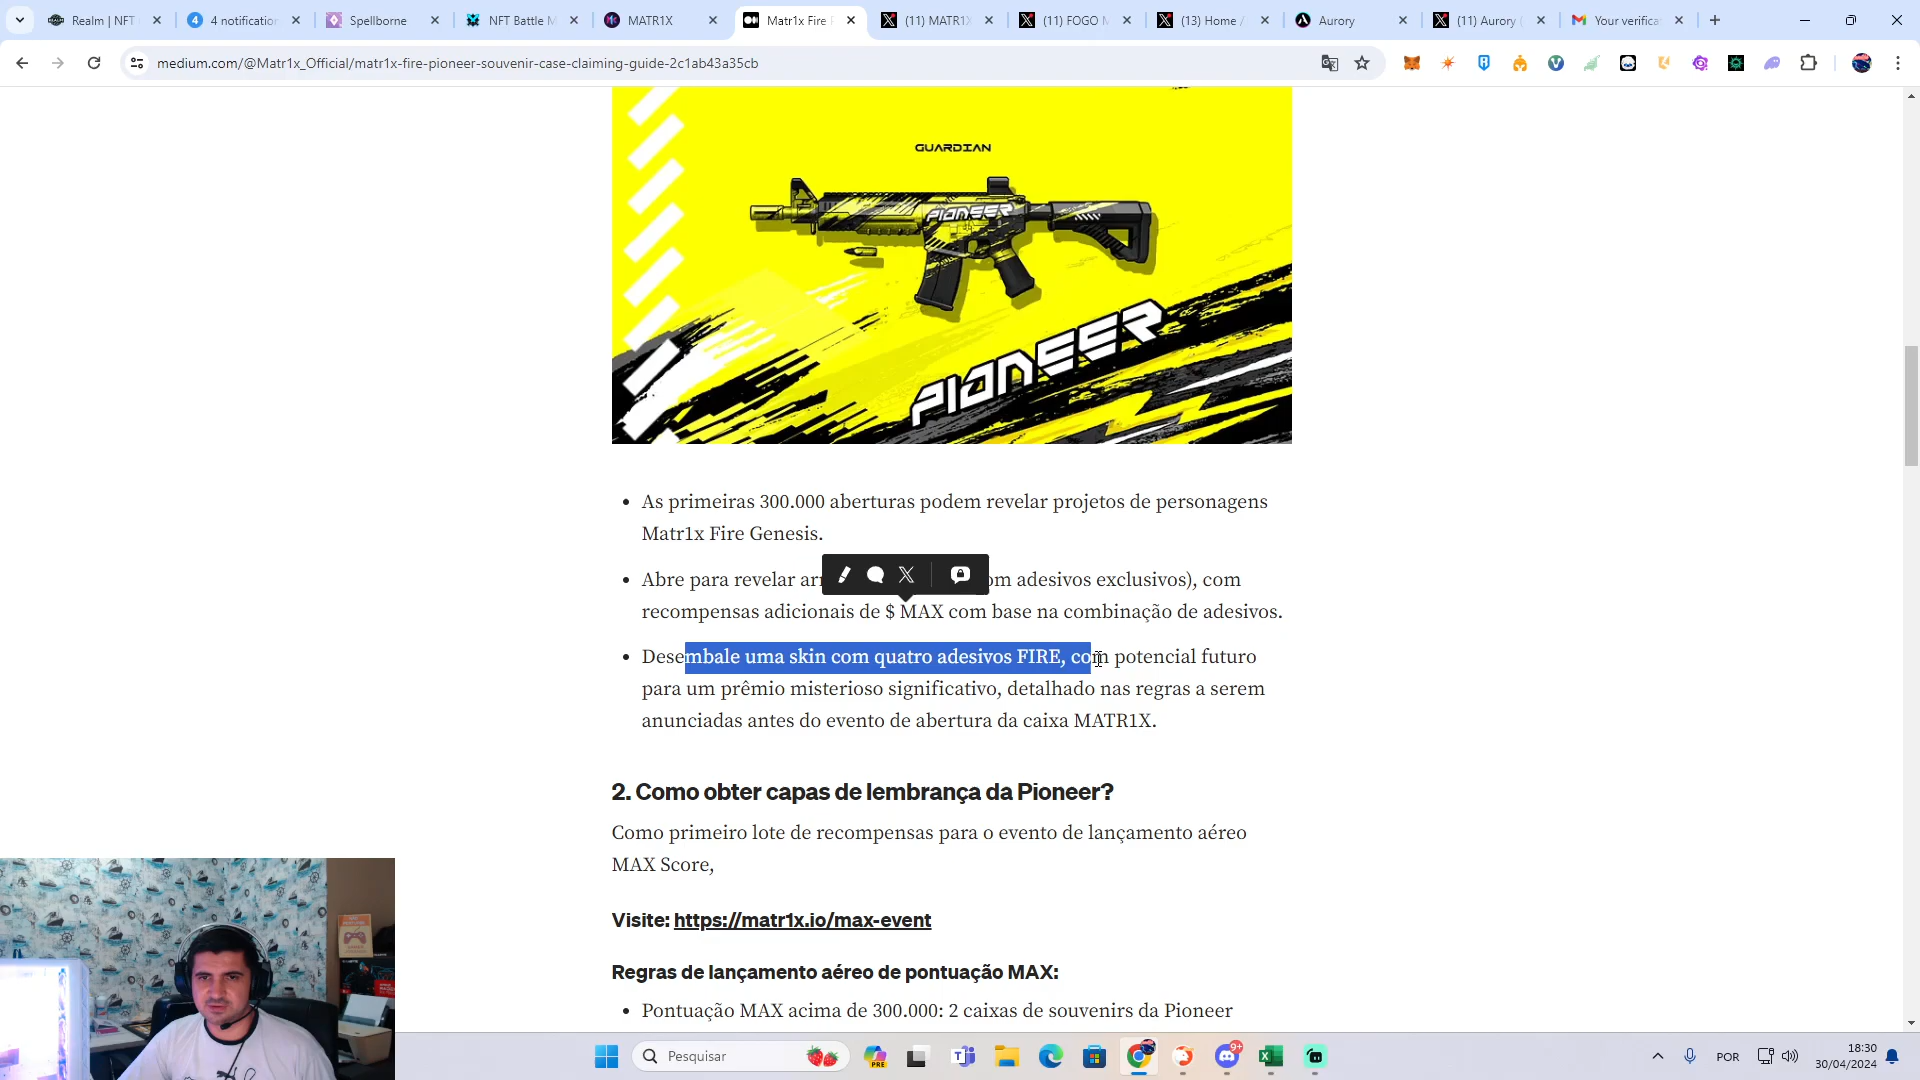 Realm | NFT
4 notification
Spellborne
NFT Battle M
MATR1X
Matr1x Fire P
(11) MATR1X
(11) FOGO M
(13) Home /
Aurory
(11) Aurory (
Your verifica
medium.com/@Matr1x_Official/matr1x-fire-pioneer-souvenir-case-claiming-guide-2c1ab43a35cb
GUARDIAN
PIONEER
PIONEER
As primeiras 300.000 aberturas podem revelar projetos de personagens
Matr1x Fire Genesis.
Abre para revelar om adesivos exclusivos), com
recompensas adicionais de $ MAX com base na combinação de adesivos.
Desembale uma skin com quatro adesivos FIRE, com potencial futuro
para um prêmio misterioso significativo, detalhado nas regras a serem
anunciadas antes do evento de abertura da caixa MATR1X.
2. Como obter capas de lembrança da Pioneer?
Como primeiro lote de recompensas para o evento de lançamento aéreo
MAX Score,
Visite: https://matr1x.io/max-event
Regras de lançamento aéreo de pontuação MAX:
Pontuação MAX acima de 300.000: 2 caixas de souvenirs da Pioneer
Pesquisar
PRE
9+
POR
18:30
30/04/2024